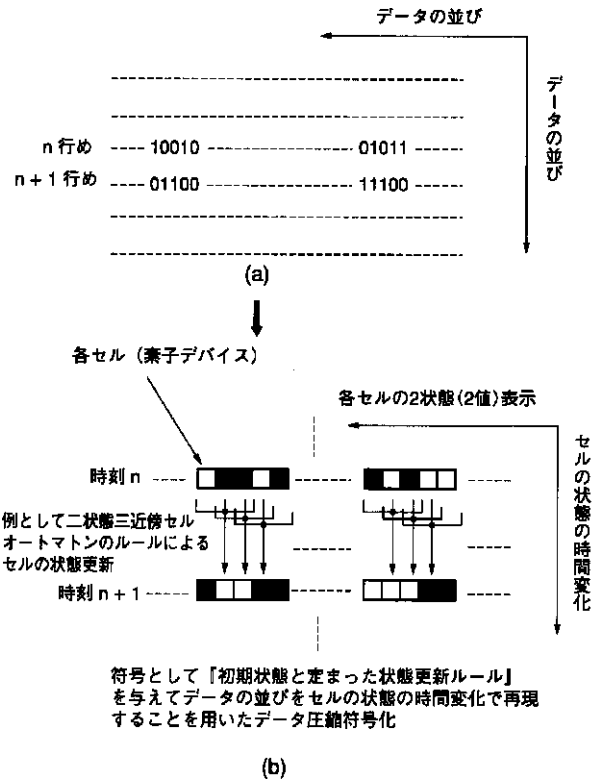 データの並び
データの並び
n 行め 10010 01011
n + 1 行め 01100 11100
(a)
各セル（素子デバイス）
各セルの2状態(2値)表示
セルの状態の時間変化
時刻 n
例として二状態三近傍セル
オートマトンのルールによる
セルの状態更新
時刻 n + 1
符号として『初期状態と定まった状態更新ルール』
を与えてデータの並びをセルの状態の時間変化で再現
することを用いたデータ圧縮符号化
(b)